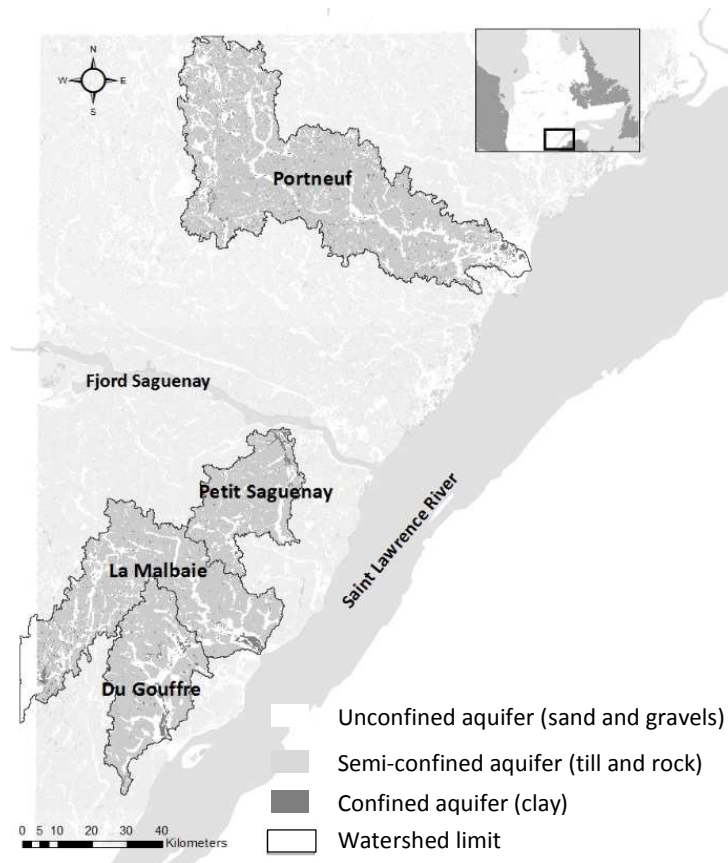 N
W E
S
Portneuf
Fjord Saguenay
Petit Saguenay
La Malbaie
Saint Lawrence River
Du Gouffre
Unconfined aquifer (sand and gravels)
Semi-confined aquifer (till and rock)
Confined aquifer (clay)
Watershed limit
0 5 10 20 30 40
Kilometers